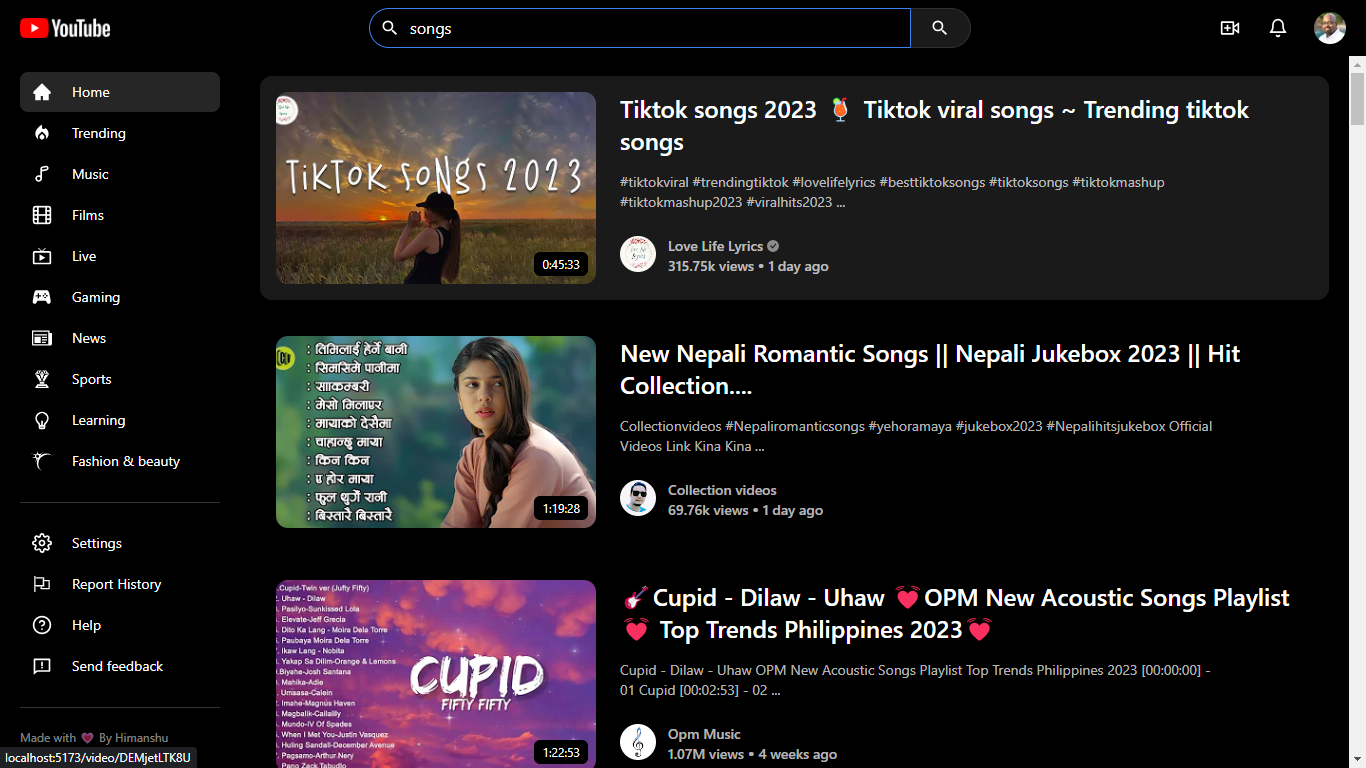 YouTube
songs
Home
Trending
Music
Films
Live
Gaming
News
Sports
Learning
Fashion & beauty
Settings
Report History
Help
Send feedback
Made with 💗 By Himanshu
localhost:5173/video/DEMjetLTK8U
TiKTOK SONGS 2023
0:45:33
Tiktok songs 2023 🍹 Tiktok viral songs ~ Trending tiktok
songs
#tiktokviral #trendingtiktok #lovelifelyrics #besttiktoksongs #tiktoksongs #tiktokmashup
#tiktokmashup2023 #viralhits2023 ...
Love Life Lyrics
315.75k views • 1 day ago
: तिमिलाई हेर्ने बानी
: सिमसिमे पानीमा
: साकम्बरी
: मेसो मिलाएर
: मायाको देसैमा
: चाहान्छु माया
: किन किन
: ए होर माया
: फुल थुगेँ रानी
: बिस्तारै बिस्तारै
1:19:28
New Nepali Romantic Songs || Nepali Jukebox 2023 || Hit
Collection....
Collectionvideos #Nepaliromanticsongs #yehoramaya #jukebox2023 #Nepalihitsjukebox Official
Videos Link Kina Kina ...
Collection videos
69.76k views • 1 day ago
.Cupid-Twin ver (Jufty Fifty)
2. Uhaw - Dilaw
3. Pasilyo-Sunkissed Lola
Elevate-Jeff Grecia
Dito Ka Lang - Moira Dela Torre
Paubaya Moira Dela Torre
Ikaw Lang - Nobita
Yakap Sa Dilim-Orange & Lemons
Biyahe-Josh Santana
Mahika-Adie
Umaasa-Calein
Imahe-Magnus Haven
Magbalik-Callalily
Mundo-IV Of Spades
When I Met You-Justin Vasquez
Huling Sandali-December Avenue
Pagsamo-Arthur Nery
Pano Zack Tabudlo
CUPID
FIFTY FIFTY
1:22:53
🎸Cupid - Dilaw - Uhaw 💓OPM New Acoustic Songs Playlist
💓 Top Trends Philippines 2023💓
Cupid - Dilaw - Uhaw OPM New Acoustic Songs Playlist Top Trends Philippines 2023 [00:00:00] -
01 Cupid [00:02:53] - 02 ...
Opm Music
1.07M views • 4 weeks ago